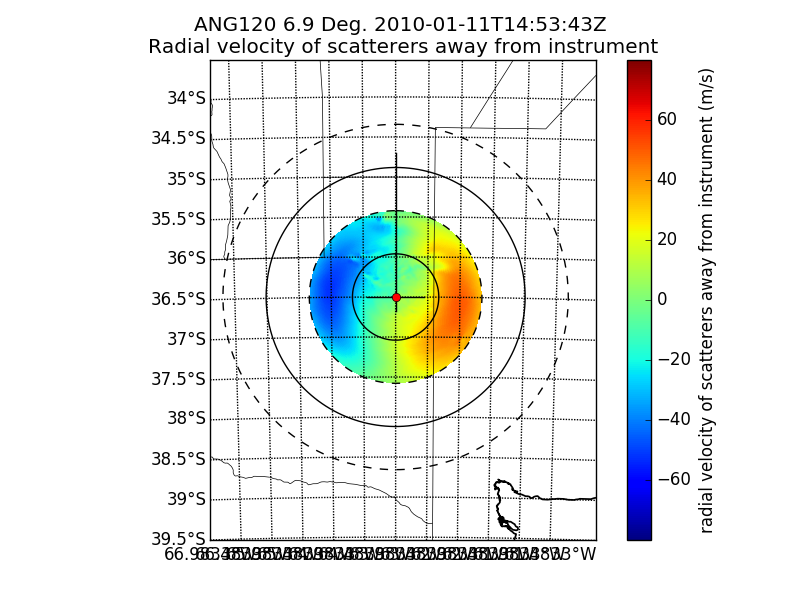 ANG120 6.9 Deg. 2010-01-11T14:53:43Z
Radial velocity of scatterers away from instrument
34°S
34.5°S
35°S
35.5°S
36°S
36.5°S
37°S
37.5°S
38°S
38.5°S
39°S
39.5°S
60
40
20
0
−20
−40
−60
radial velocity of scatterers away from instrument (m/s)